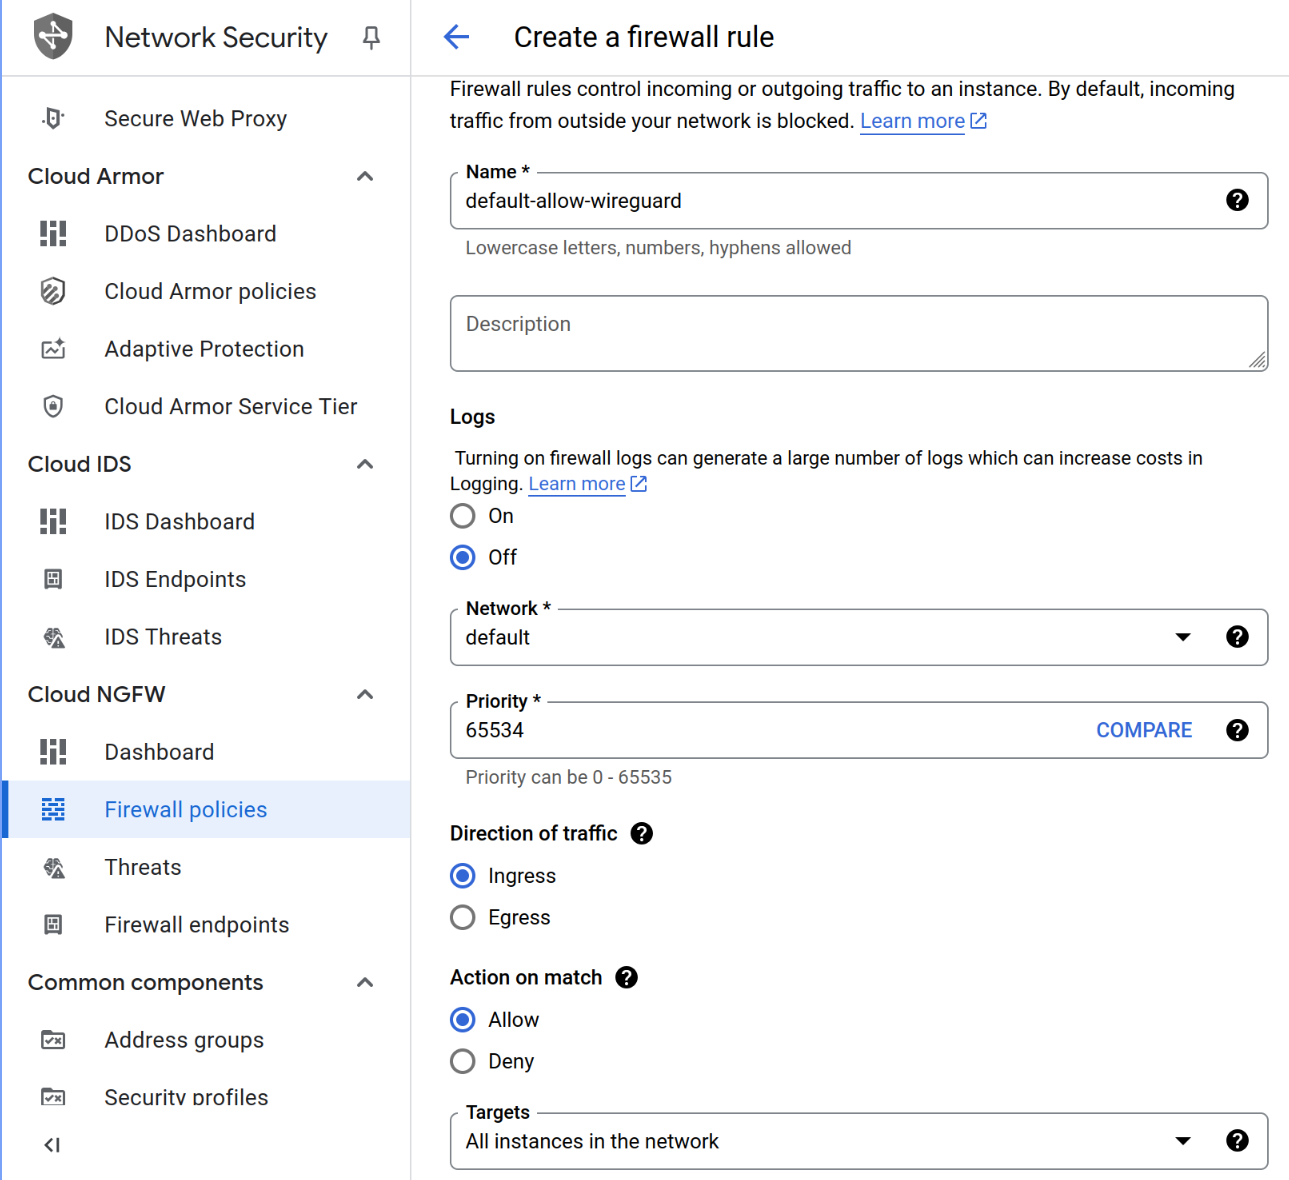 Network Security
Secure Web Proxy
Cloud Armor
DDoS Dashboard
Cloud Armor policies
Adaptive Protection
Cloud Armor Service Tier
Cloud IDS
IDS Dashboard
IDS Endpoints
IDS Threats
Cloud NGFW
Dashboard
Firewall policies
Threats
Firewall endpoints
Common components
Address groups
Security profiles
Create a firewall rule
Firewall rules control incoming or outgoing traffic to an instance. By default, incoming
traffic from outside your network is blocked. Learn more
Name *
default-allow-wireguard
Lowercase letters, numbers, hyphens allowed
Description
Logs
Turning on firewall logs can generate a large number of logs which can increase costs in
Logging. Learn more
On
Off
Network *
default
Priority *
65534 COMPARE
Priority can be 0 - 65535
Direction of traffic
Ingress
Egress
Action on match
Allow
Deny
Targets
All instances in the network